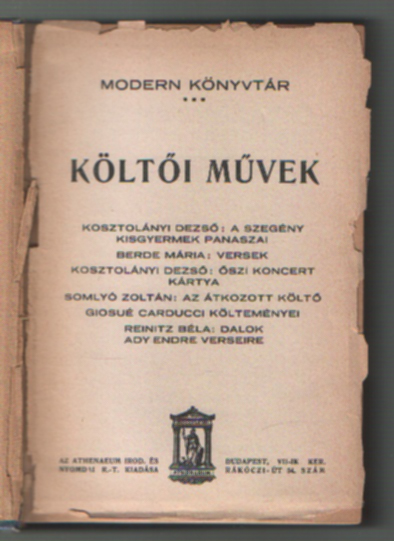 MODERN KÖNYVTÁR
***
KÖLTŐI MŰVEK
KOSZTOLÁNYI DEZSŐ: A SZEGÉNY
KISGYERMEK PANASZAI
BERDE MÁRIA: VERSEK
KOSZTOLÁNYI DEZSŐ: ŐSZI KONCERT
KÁRTYA
SOMLYÓ ZOLTÁN: AZ ÁTKOZOTT KÖLTŐ
GIOSUÉ CARDUCCI KÖLTEMÉNYEI
REINITZ BÉLA: DALOK
ADY ENDRE VERSEIRE
AZ ATHENAEUM IROD. ÉS
NYOMDAI R.-T. KIADÁSA
BUDAPEST, VII-IK KER.
RÁKÓCZI-ÚT 54. SZÁM